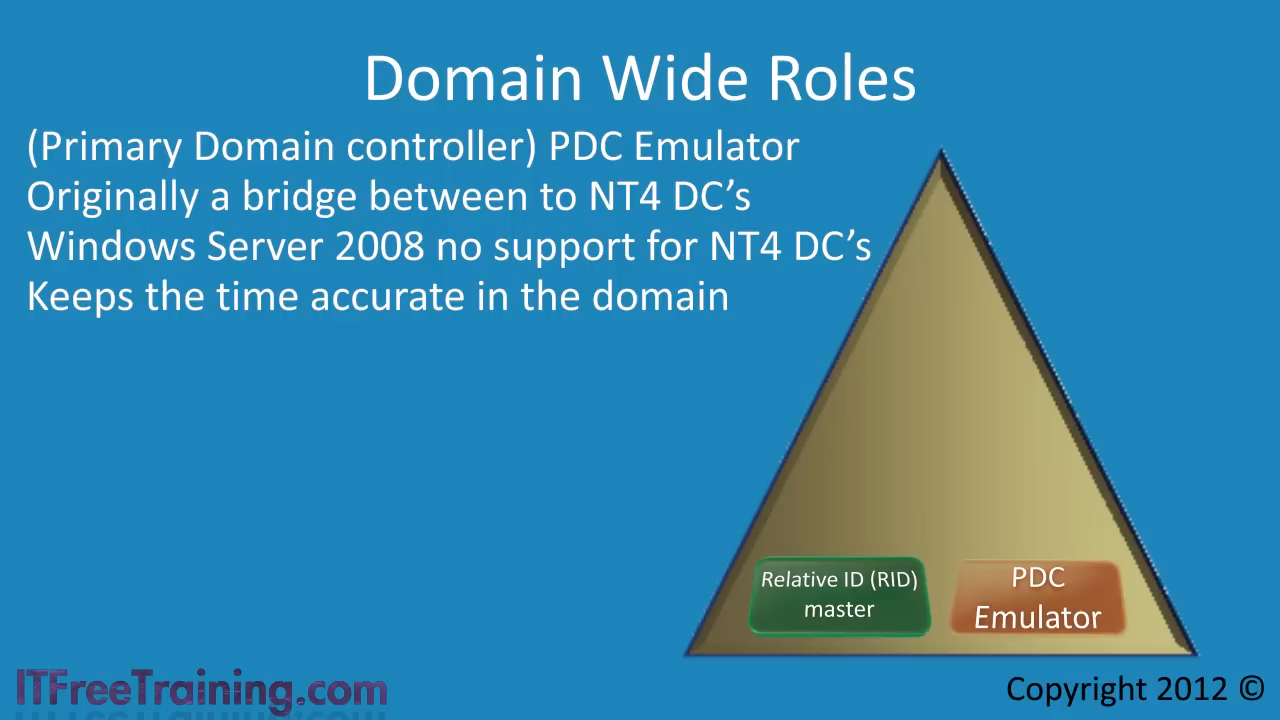 Domain Wide Roles
(Primary Domain controller) PDC Emulator
Originally a bridge between to NT4 DC’s
Windows Server 2008 no support for NT4 DC’s
Keeps the time accurate in the domain
Relative ID (RID)
master
PDC
Emulator
ITFreeTraining.com
Copyright 2012 ©